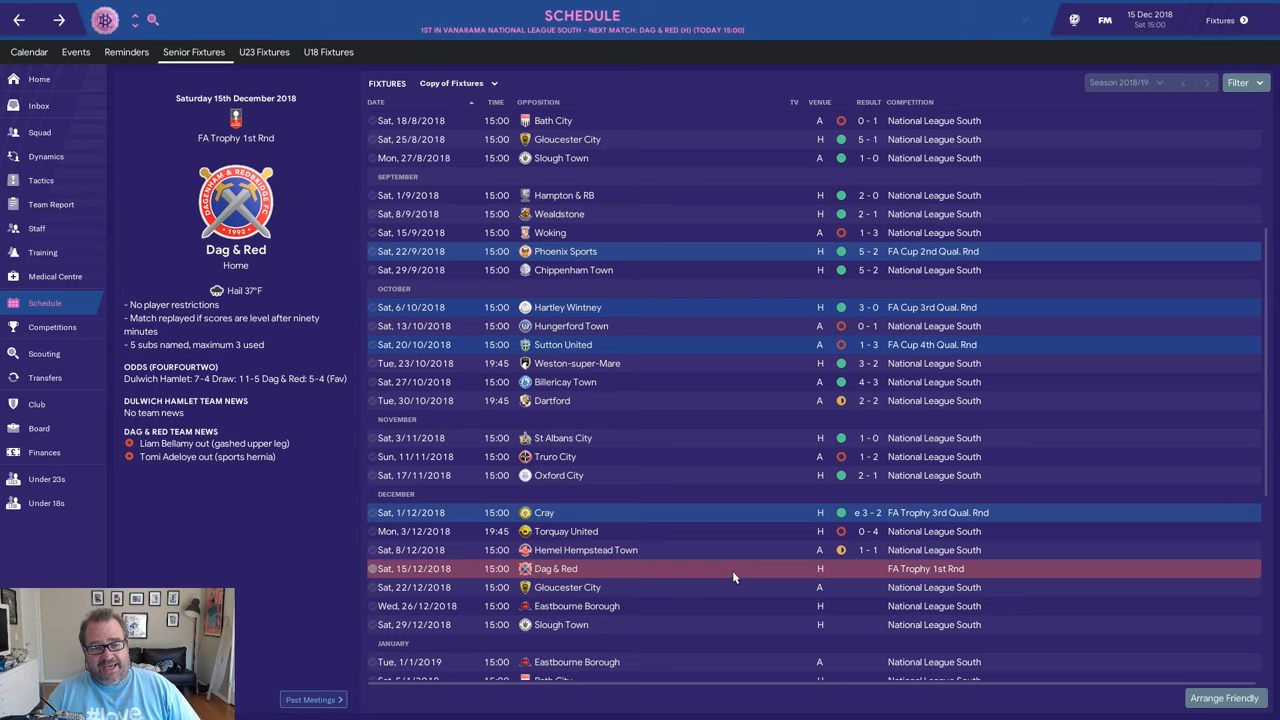 SCHEDULE
1ST IN VANARAMA NATIONAL LEAGUE SOUTH - NEXT MATCH: DAG & RED (H) (TODAY 15:00)
FM
15 Dec 2018
Sat 15:00
Fixtures
Calendar Events Reminders Senior Fixtures U23 Fixtures U18 Fixtures
Home
Inbox
Squad
Dynamics
Tactics
Team Report
Staff
Training
Medical Centre
Schedule
Competitions
Scouting
Transfers
Club
Board
Finances
Under 23s
Under 18s
Saturday 15th December 2018
FA Trophy 1st Rnd
DAGENHAM & REDBRIDGE FC
1992
Dag & Red
Home
Hail 37°F
- No player restrictions
- Match replayed if scores are level after ninety
minutes
- 5 subs named, maximum 3 used
ODDS (FOURFOURTWO)
Dulwich Hamlet: 7-4 Draw: 11-5 Dag & Red: 5-4 (Fav)
DULWICH HAMLET TEAM NEWS
No team news
DAG & RED TEAM NEWS
Liam Bellamy out (gashed upper leg)
Tomi Adeloye out (sports hernia)
Past Meetings
FIXTURES Copy of Fixtures Season 2018/19 Filter
DATE TIME OPPOSITION TV VENUE RESULT COMPETITION
Sat, 18/8/2018 15:00 Bath City A 0 - 1 National League South
Sat, 25/8/2018 15:00 Gloucester City H 5 - 1 National League South
Mon, 27/8/2018 15:00 Slough Town A 1 - 0 National League South
SEPTEMBER
Sat, 1/9/2018 15:00 Hampton & RB H 2 - 0 National League South
Sat, 8/9/2018 15:00 Wealdstone H 2 - 1 National League South
Sat, 15/9/2018 15:00 Woking A 1 - 3 National League South
Sat, 22/9/2018 15:00 Phoenix Sports H 5 - 2 FA Cup 2nd Qual. Rnd
Sat, 29/9/2018 15:00 Chippenham Town H 5 - 2 National League South
OCTOBER
Sat, 6/10/2018 15:00 Hartley Wintney H 3 - 0 FA Cup 3rd Qual. Rnd
Sat, 13/10/2018 15:00 Hungerford Town A 0 - 1 National League South
Sat, 20/10/2018 15:00 Sutton United A 1 - 3 FA Cup 4th Qual. Rnd
Tue, 23/10/2018 19:45 Weston-super-Mare H 3 - 2 National League South
Sat, 27/10/2018 15:00 Billericay Town A 4 - 3 National League South
Tue, 30/10/2018 19:45 Dartford A 2 - 2 National League South
NOVEMBER
Sat, 3/11/2018 15:00 St Albans City H 1 - 0 National League South
Sun, 11/11/2018 15:00 Truro City A 1 - 2 National League South
Sat, 17/11/2018 15:00 Oxford City H 2 - 1 National League South
DECEMBER
Sat, 1/12/2018 15:00 Cray H e 3 - 2 FA Trophy 3rd Qual. Rnd
Mon, 3/12/2018 19:45 Torquay United H 0 - 4 National League South
Sat, 8/12/2018 15:00 Hemel Hempstead Town A 1 - 1 National League South
Sat, 15/12/2018 15:00 Dag & Red H FA Trophy 1st Rnd
Sat, 22/12/2018 15:00 Gloucester City A National League South
Wed, 26/12/2018 15:00 Eastbourne Borough H National League South
Sat, 29/12/2018 15:00 Slough Town H National League South
JANUARY
Tue, 1/1/2019 15:00 Eastbourne Borough A National League South
Sat, 5/1/2019 15:00 Bath City H National League South
Arrange Friendly